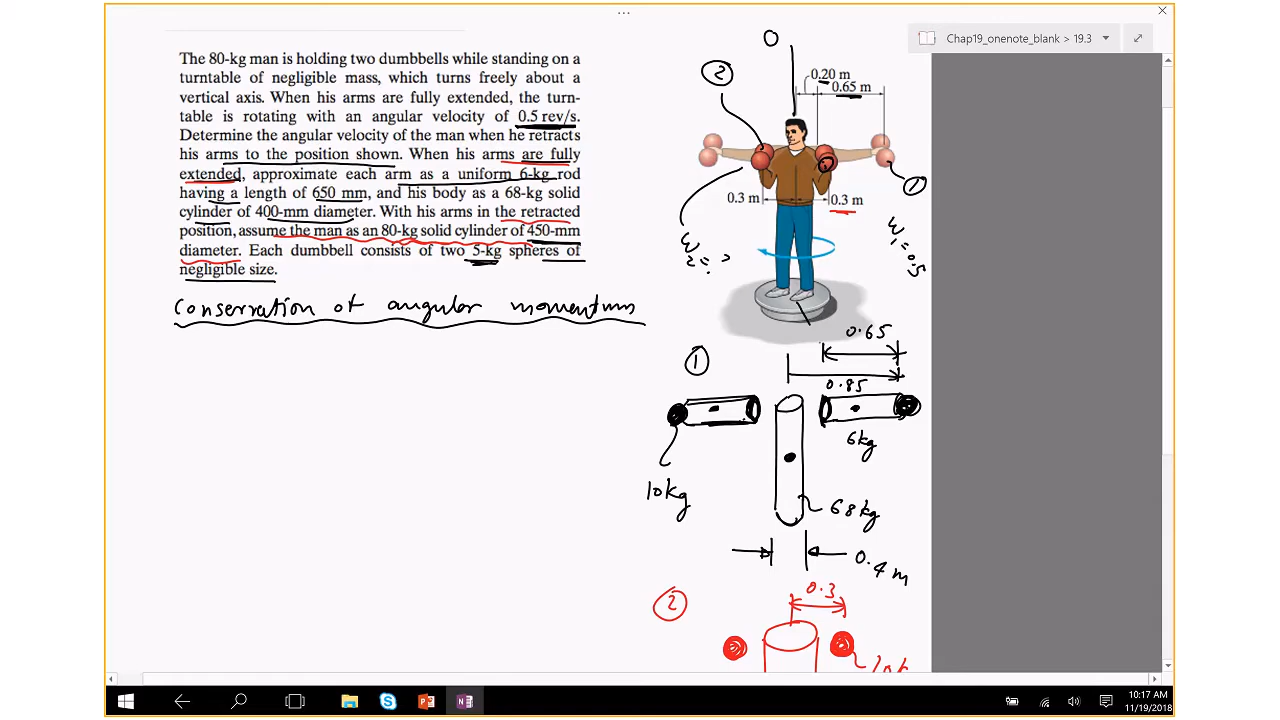 ...
Chap19_onenote_blank > 19.3
The 80-kg man is holding two dumbbells while standing on a
turntable of negligible mass, which turns freely about a
vertical axis. When his arms are fully extended, the turn-
table is rotating with an angular velocity of 0.5 rev/s.
Determine the angular velocity of the man when he retracts
his arms to the position shown. When his arms are fully
extended, approximate each arm as a uniform 6-kg rod
having a length of 650 mm, and his body as a 68-kg solid
cylinder of 400-mm diameter. With his arms in the retracted
position, assume the man as an 80-kg solid cylinder of 450-mm
diameter. Each dumbbell consists of two 5-kg spheres of
negligible size.
Conservation of angular momentum
0
2
0.20 m
0.65 m
1
0.3 m
0.3 m
ω2 = ?
ω1 = 0.5
1
0.65
0.85
6kg
10kg
68kg
0.4 m
2
0.3
10:17 AM
11/19/2018